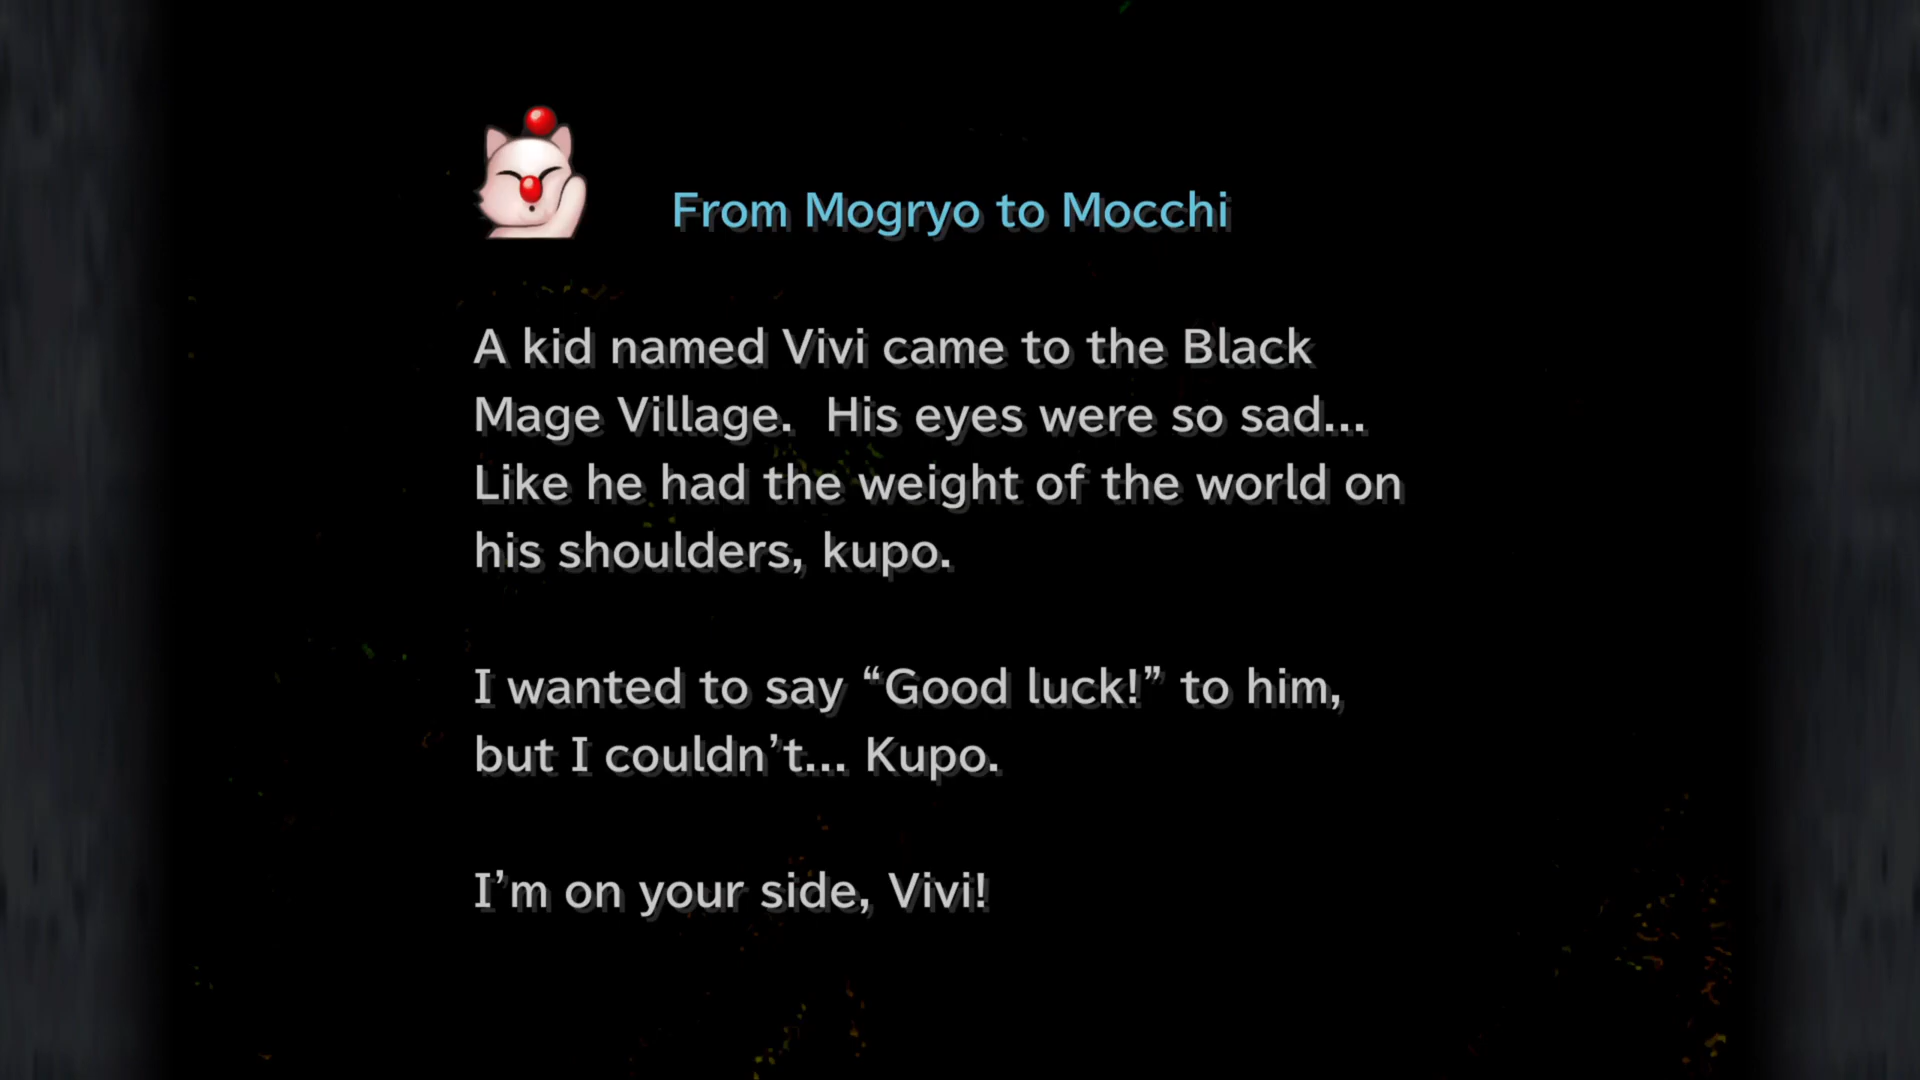 From Mogryo to Mocchi
A kid named Vivi came to the Black
Mage Village.  His eyes were so sad...
Like he had the weight of the world on
his shoulders, kupo.
I wanted to say “Good luck!” to him,
but I couldn’t... Kupo.
I’m on your side, Vivi!